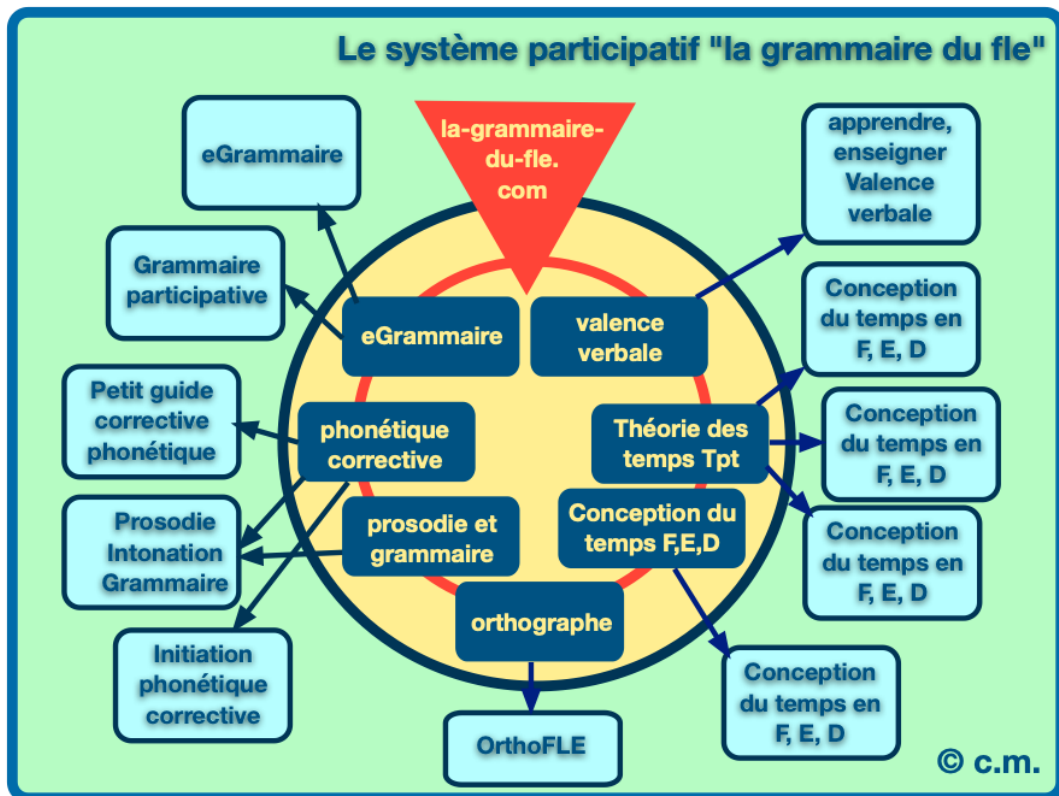 Le système participatif "la grammaire du fle"
la-grammaire-
du-fle.
com
eGrammaire
Grammaire
participative
Petit guide
corrective
phonétique
Prosodie
Intonation
Grammaire
Initiation
phonétique
corrective
eGrammaire
valence
verbale
phonétique
corrective
Théorie des
temps Tpt
prosodie et
grammaire
Conception du
temps F,E,D
orthographe
OrthoFLE
apprendre,
enseigner
Valence
verbale
Conception
du temps en
F, E, D
Conception
du temps en
F, E, D
Conception
du temps en
F, E, D
Conception
du temps en
F, E, D
© c.m.